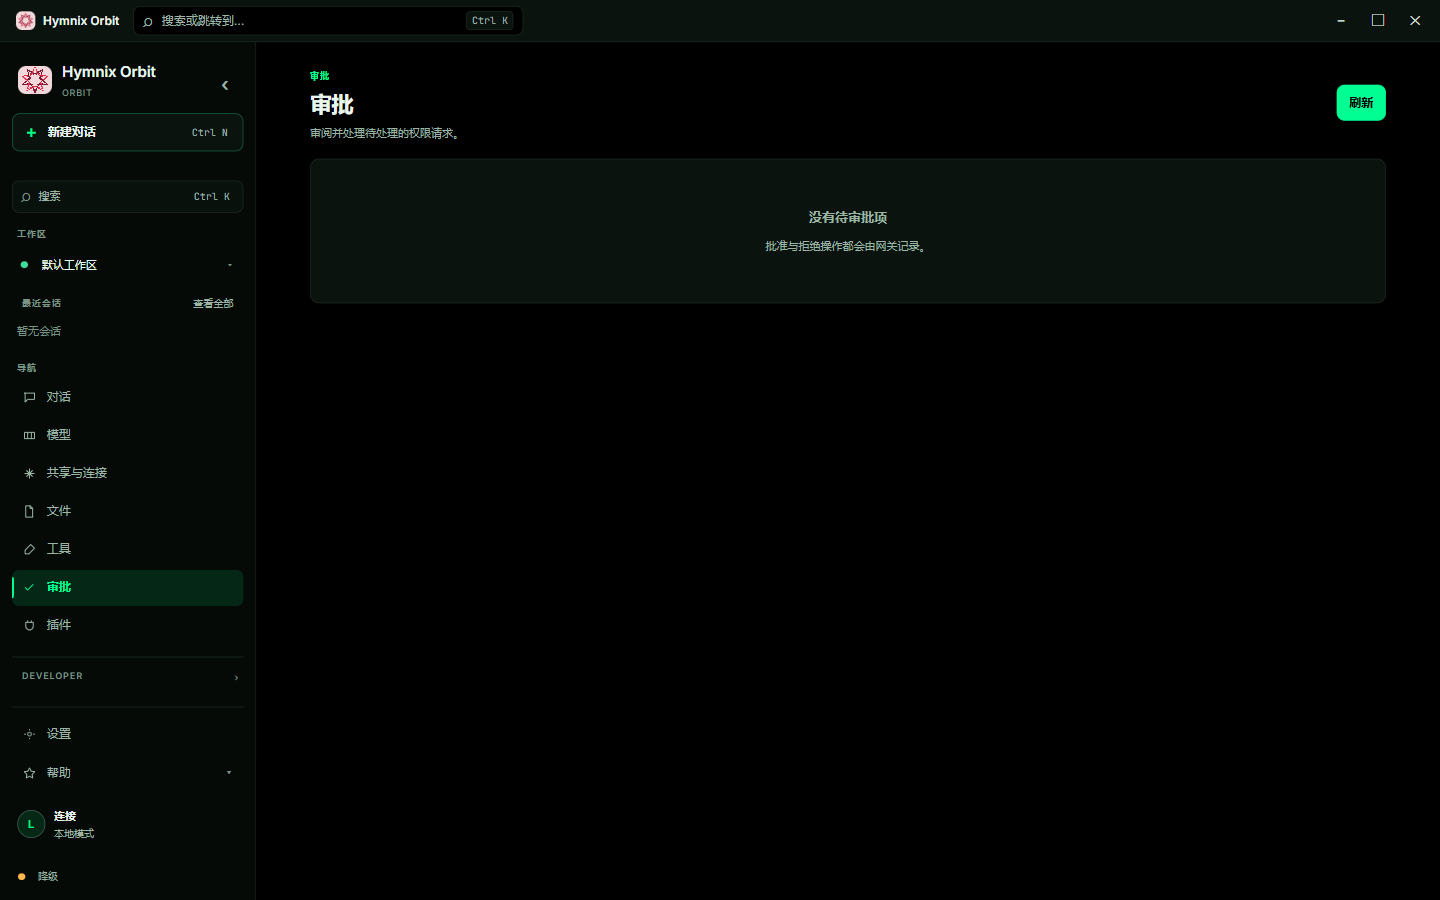 Hymnix Orbit
搜索或跳转到...
Ctrl K
Hymnix Orbit
ORBIT
新建对话
Ctrl N
搜索
Ctrl K
工作区
默认工作区
最近会话
查看全部
暂无会话
导航
对话
模型
共享与连接
文件
工具
审批
插件
DEVELOPER
设置
帮助
L
连接
本地模式
降级
审批
审批
审阅并处理待处理的权限请求。
刷新
没有待审批项
批准与拒绝操作都会由网关记录。